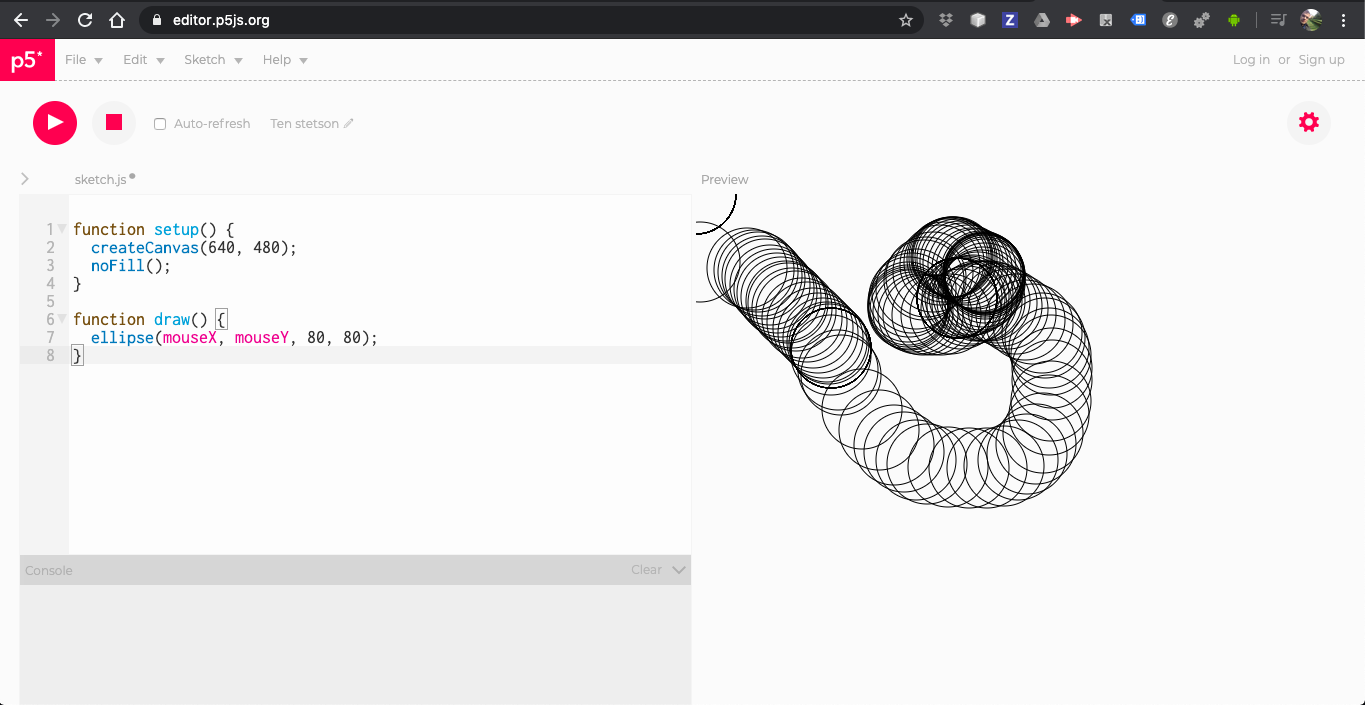 editor.p5js.org
p5* File Edit Sketch Help Log in or Sign up
Auto-refresh Ten stetson
sketch.js Preview
1 function setup() {
2 createCanvas(640, 480);
3 noFill();
4 }
5
6 function draw() {
7 ellipse(mouseX, mouseY, 80, 80);
8 }
Console Clear